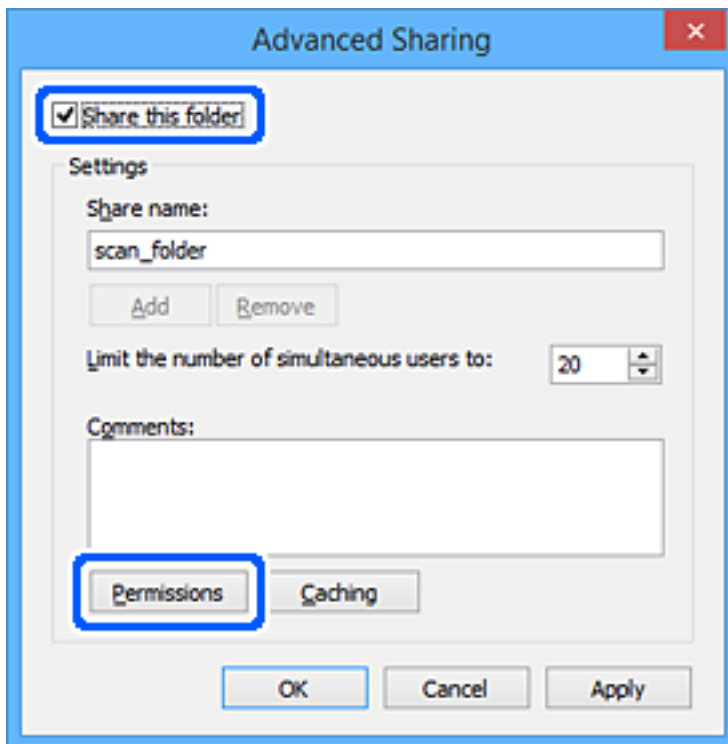 Advanced Sharing
Share this folder
Settings
Share name:
scan_folder
Add Remove
Limit the number of simultaneous users to: 20
Comments:
Permissions Caching
OK Cancel Apply